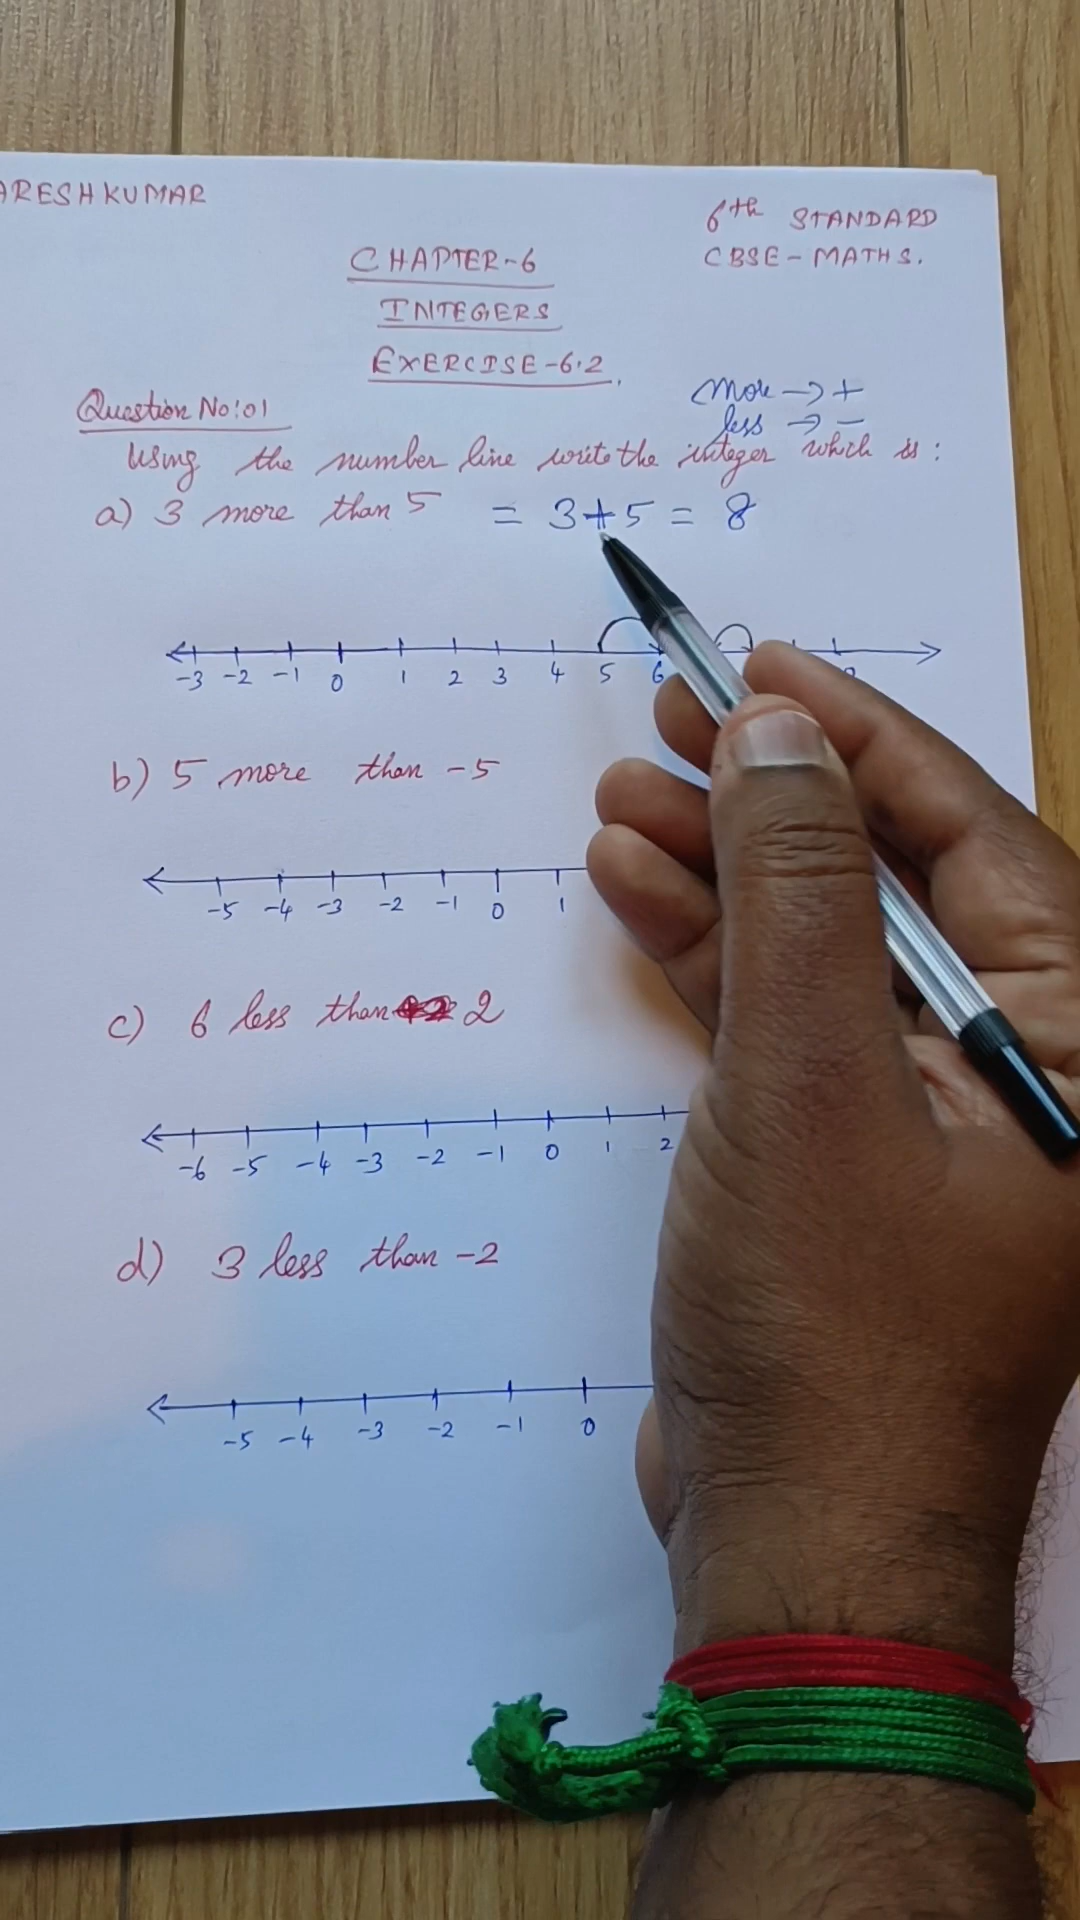 ARESHKUMAR
6th STANDARD
CBSE - MATHS.
CHAPTER-6
INTEGERS
EXERCISE-6.2.
more → +
less → -
Question No:01
Using the number line write the integer which is :
a) 3 more than 5 = 3+5 = 8
-3 -2 -1 0 1 2 3 4 5 6
b) 5 more than -5
-5 -4 -3 -2 -1 0 1
c) 6 less than 2
-6 -5 -4 -3 -2 -1 0 1 2
d) 3 less than -2
-5 -4 -3 -2 -1 0